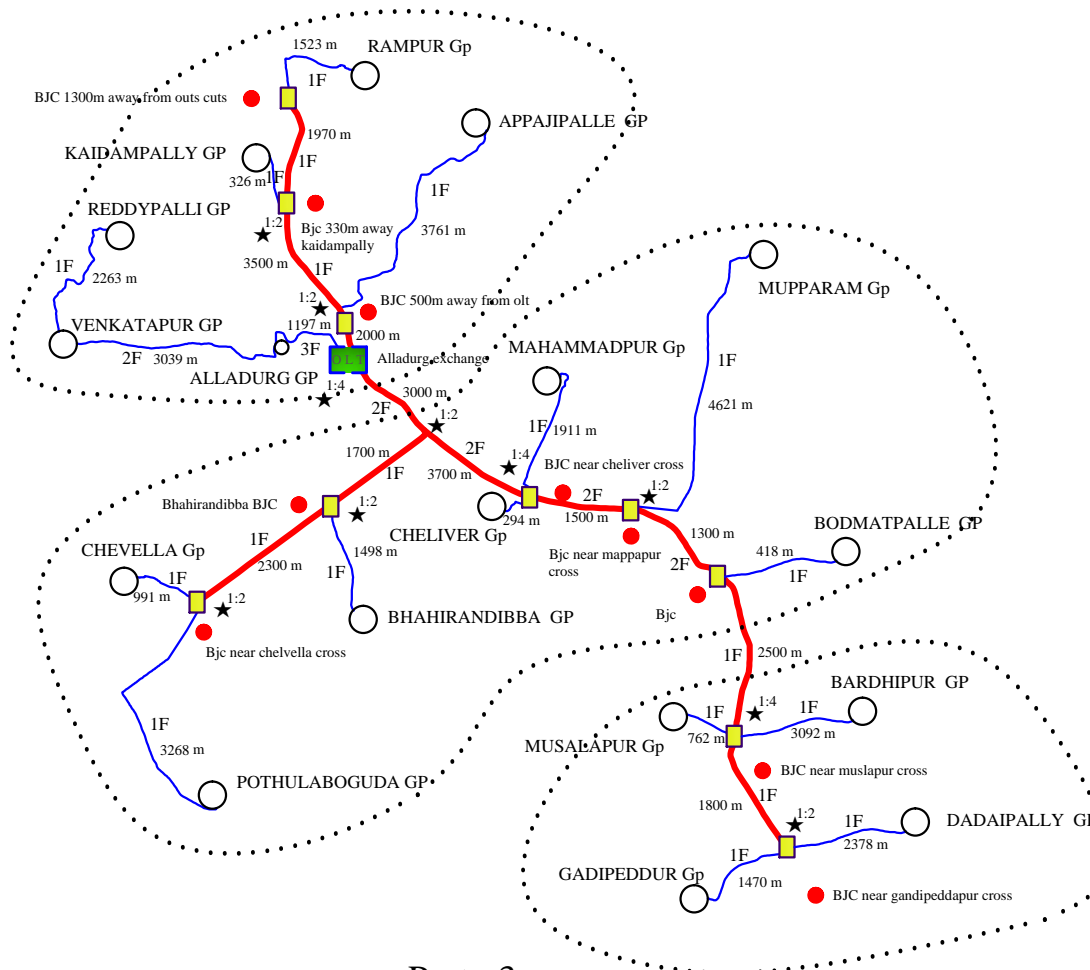 1523 m
RAMPUR Gp
1F
BJC 1300m away from outs cuts
1970 m
APPAJIPALLE GP
KAIDAMPALLY GP
1F
326 m
1F
1F
REDDYPALLI GP
1:2
Bjc 330m away
kaidampally
3761 m
1F
2263 m
3500 m
1F
MUPPARAM Gp
1:2
BJC 500m away from olt
VENKATAPUR GP
1197 m
2000 m
2F
3039 m
3F
OLT
Alladurg exchange
MAHAMMADPUR Gp
ALLADURG GP
1:4
3000 m
2F
1F
4621 m
1:2
1F
1911 m
1700 m
1F
2F
3700 m
1:4
BJC near cheliver cross
Bhahirandibba BJC
1:2
2F
1500 m
1:2
294 m
CHELIVER Gp
1300 m
BODMATPALLE GP
CHEVELLA Gp
1F
2300 m
1498 m
1F
Bjc near mappapur
cross
2F
418 m
1F
1F
991 m
1:2
BHAHIRANDIBBA GP
Bjc
Bjc near chelvella cross
1F
2500 m
BARDHIPUR GP
1F
3268 m
1F
762 m
1:4
1F
3092 m
MUSALAPUR Gp
POTHULABOGUDA GP
BJC near muslapur cross
1F
1800 m
1:2
1F
2378 m
DADAIPALLY
1F
1470 m
GADIPEDDUR Gp
BJC near gandipeddapur cross